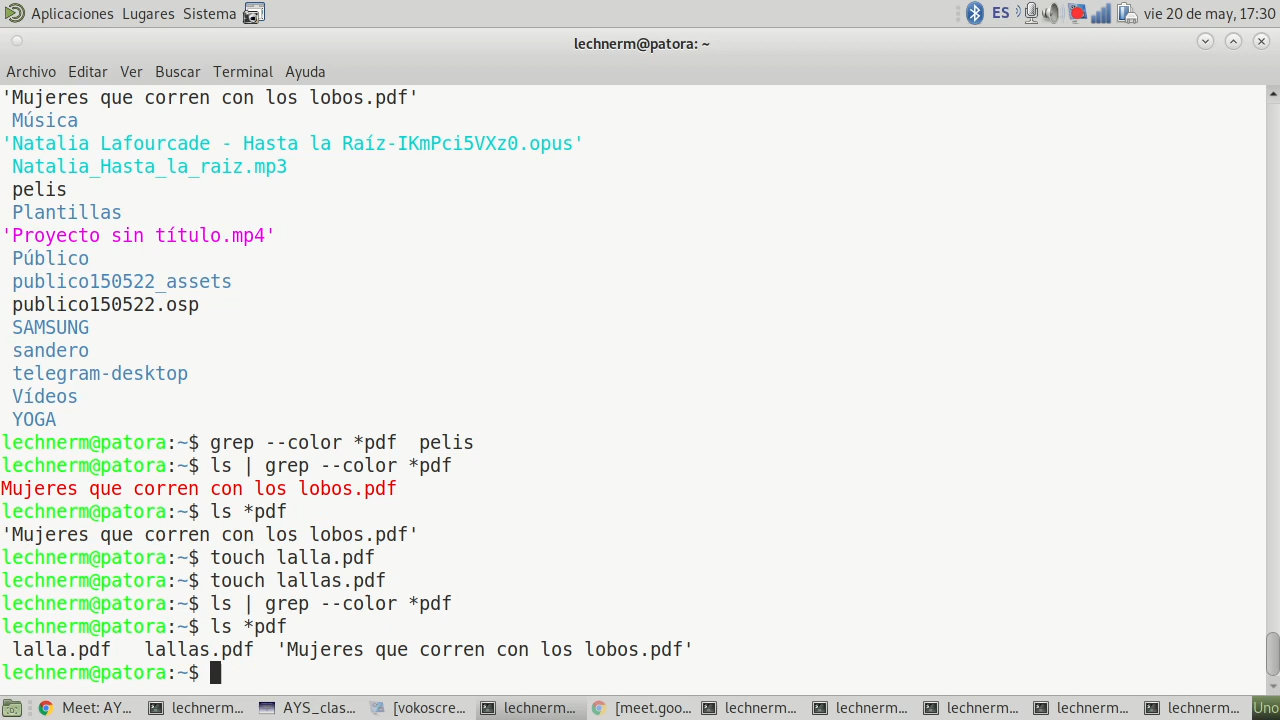 Aplicaciones Lugares Sistema ES vie 20 de may, 17:30
lechnerm@patora: ~
Archivo Editar Ver Buscar Terminal Ayuda
'Mujeres que corren con los lobos.pdf'
Música
'Natalia Lafourcade - Hasta la Raíz-IKmPci5VXz0.opus'
Natalia_Hasta_la_raiz.mp3
pelis
Plantillas
'Proyecto sin título.mp4'
Público
publico150522_assets
publico150522.osp
SAMSUNG
sandero
telegram-desktop
Vídeos
YOGA
lechnerm@patora:~$ grep --color *pdf  pelis
lechnerm@patora:~$ ls | grep --color *pdf
Mujeres que corren con los lobos.pdf
lechnerm@patora:~$ ls *pdf
'Mujeres que corren con los lobos.pdf'
lechnerm@patora:~$ touch lalla.pdf
lechnerm@patora:~$ touch lallas.pdf
lechnerm@patora:~$ ls | grep --color *pdf
lechnerm@patora:~$ ls *pdf
lalla.pdf   lallas.pdf  'Mujeres que corren con los lobos.pdf'
lechnerm@patora:~$
Meet: AY... lechnerm... AYS_clas... [vokoscre... lechnerm... [meet.goo... lechnerm... lechnerm... lechnerm... lechnerm... lechnerm... Uno